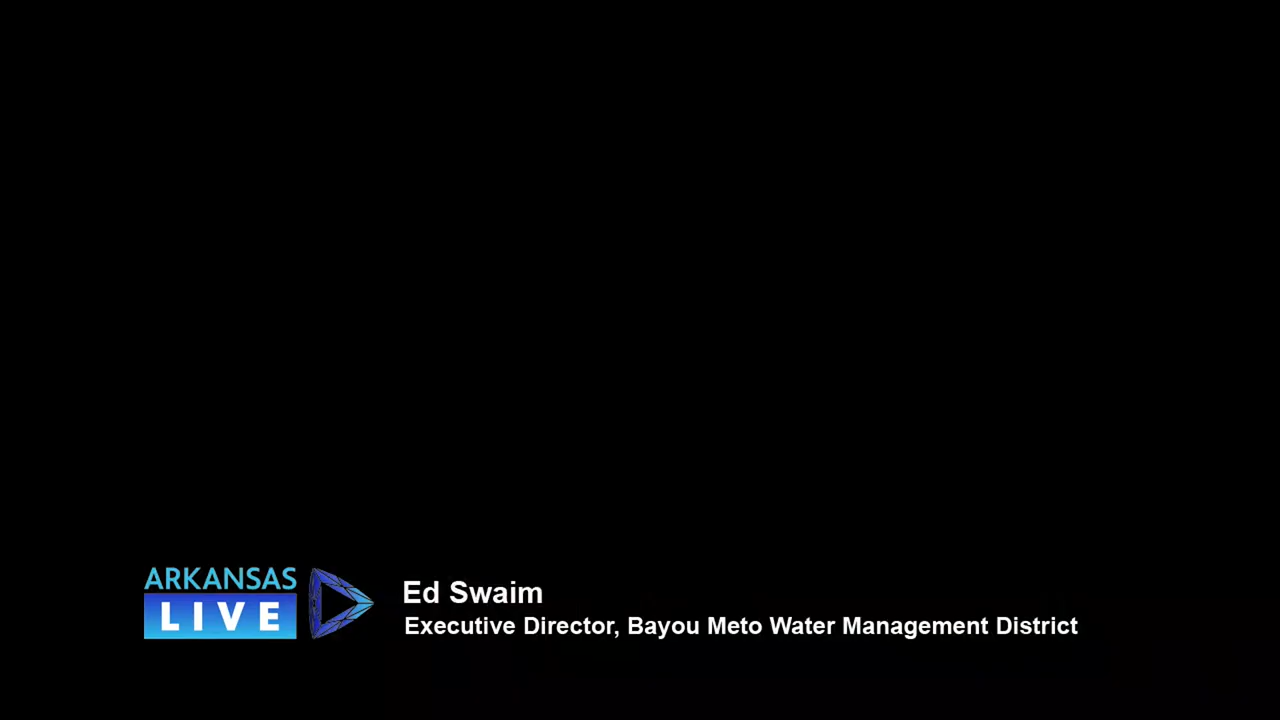 ARKANSAS
LIVE
Ed Swaim
Executive Director, Bayou Meto Water Management District